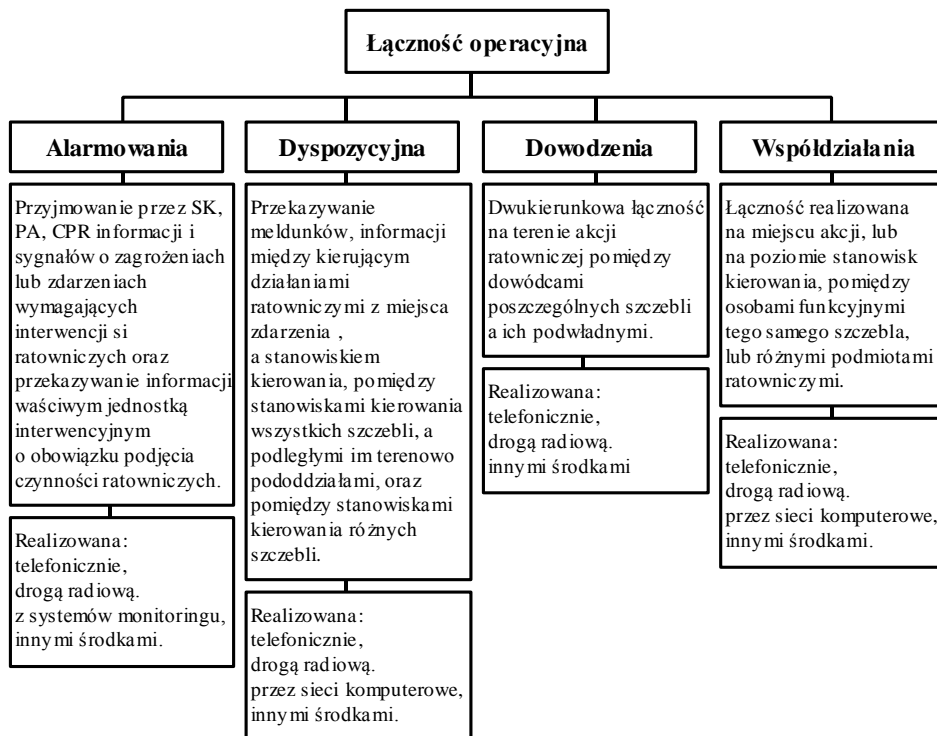 Łączność operacyjna
Alarmowania
Przyjmowanie przez SK,
PA, CPR informacji i
sygnałów o zagrożeniach
lub zdarzeniach
wymagających
interwencji si
ratowniczych oraz
przekazywanie informacji
waściwym jednostką
interwencyjnym
o obowiązku podjęcia
czynności ratowniczych.
Realizowana:
telefonicznie,
drogą radiową.
z systemów monitoringu,
innymi środkami.
Dyspozycyjna
Przekazywanie
meldunków, informacji
między kierującym
działaniami
ratowniczymi z miejsca
zdarzenia ,
a stanowiskiem
kierowania, pomiędzy
stanowiskami kierowania
wszystkich szczebli, a
podległymi im terenowo
pododdziałami, oraz
pomiędzy stanowiskami
kierowania różnych
szczebli.
Realizowana:
telefonicznie,
drogą radiową.
przez sieci komputerowe,
innymi środkami.
Dowodzenia
Dwukierunkowa łączność
na terenie akcji
ratowniczej pomiędzy
dowódcami
poszczególnych szczebli
a ich podwładnymi.
Realizowana:
telefonicznie,
drogą radiową.
innymi środkami
Współdziałania
Łączność realizowana
na miejscu akcji, lub
na poziomie stanowisk
kierowania, pomiędzy
osobami funkcyjnymi
tego samego szczebla,
lub różnymi podmiotami
ratowniczymi.
Realizowana:
telefonicznie,
drogą radiową.
przez sieci komputerowe,
innymi środkami.